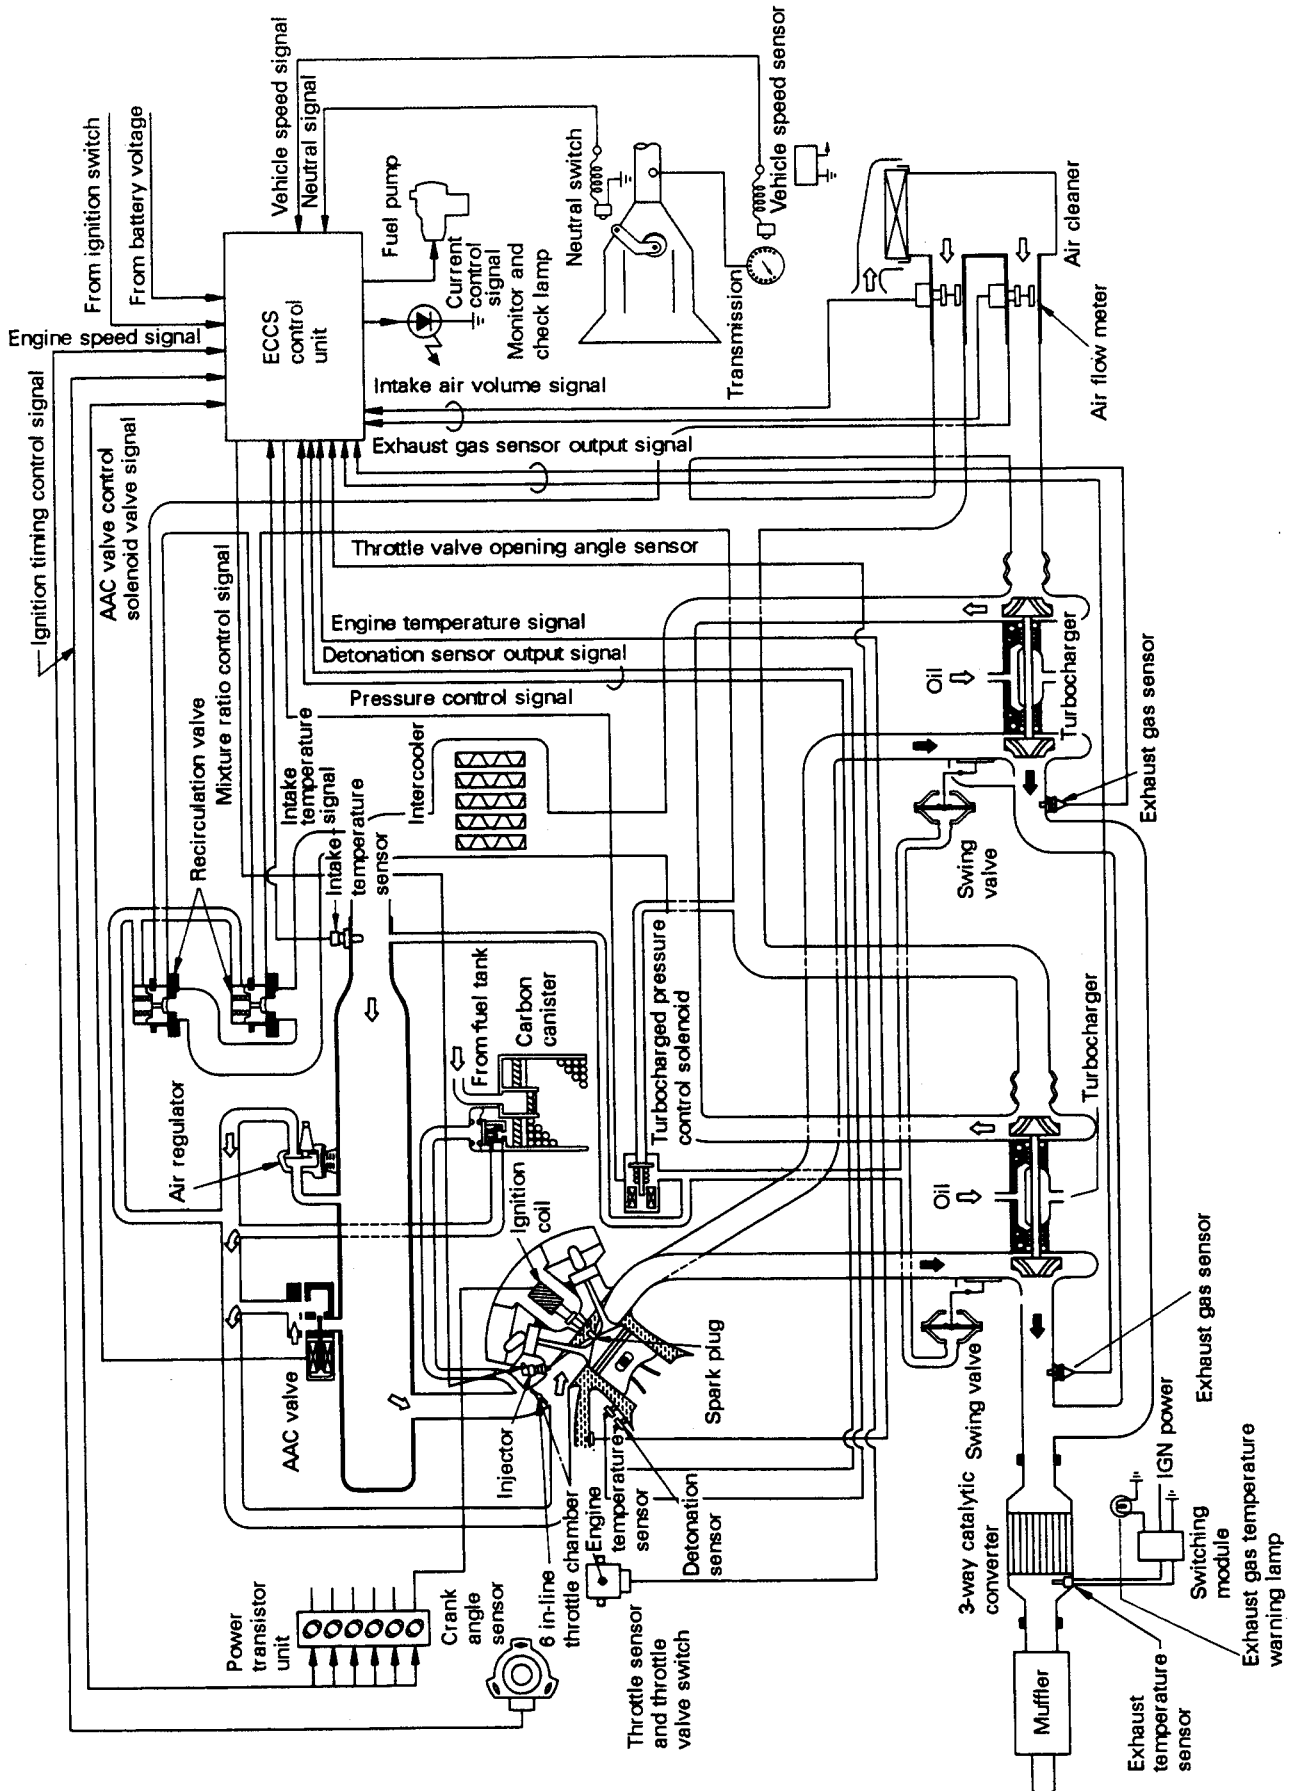 From ignition switch
From battery voltage
Engine speed signal
Ignition timing control signal
AAC valve control
solenoid valve signal
Mixture ratio control signal
Recirculation valve
Intake
temperature
signal
Intake
temperature
sensor
Intercooler
Vehicle speed signal
Neutral signal
ECCS
control
unit
Fuel pump
Current
control
signal
Monitor and
check lamp
Neutral switch
Vehicle speed sensor
Transmission
Air cleaner
Air flow meter
Intake air volume signal
Exhaust gas sensor output signal
Throttle valve opening angle sensor
Engine temperature signal
Detonation sensor output signal
Pressure control signal
Oil
Turbocharger
Exhaust gas sensor
Swing
valve
From fuel tank
Carbon
canister
Turbocharged pressure
control solenoid
Air regulator
Ignition
coil
AAC valve
Injector
Spark plug
Oil
Turbocharger
Swing valve
Exhaust gas sensor
Power
transistor
unit
Crank
angle
sensor
6 in-line
throttle chamber
Engine
temperature
sensor
Detonation
sensor
Throttle sensor
and throttle
valve switch
3-way catalytic
converter
IGN power
Switching
module
Exhaust gas temperature
warning lamp
Muffler
Exhaust
temperature
sensor